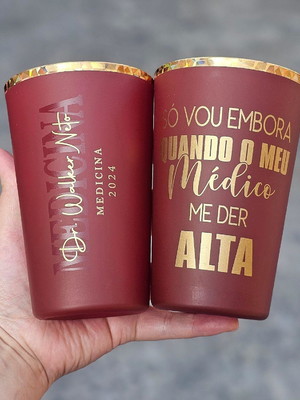 MEDICINA
Dr. Walker Neto
MEDICINA
2024
SÓ VOU EMBORA
QUANDO O MEU
Médico
ME DER
ALTA